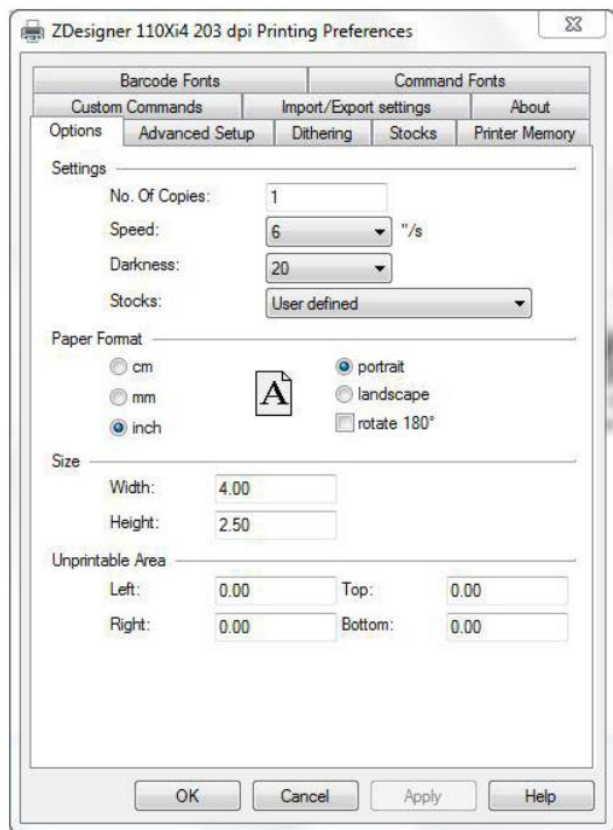 ZDesigner 110Xi4 203 dpi Printing Preferences
Barcode Fonts Command Fonts
Custom Commands Import/Export settings About
Options Advanced Setup Dithering Stocks Printer Memory
Settings
No. Of Copies: 1
Speed: 6 "/s
Darkness: 20
Stocks: User defined
Paper Format
cm portrait
mm A landscape
inch rotate 180°
Size
Width: 4.00
Height: 2.50
Unprintable Area
Left: 0.00 Top: 0.00
Right: 0.00 Bottom: 0.00
OK Cancel Apply Help